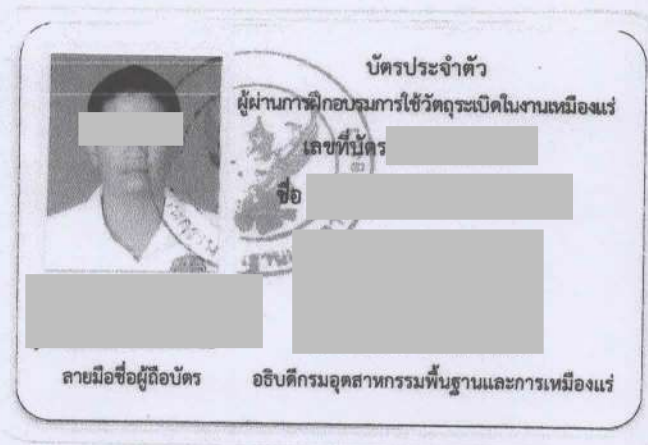 บัตรประจำตัว
ผู้ผ่านการฝึกอบรมการใช้วัตถุระเบิดในงานเหมืองแร่
เลขที่บัตร
ชื่อ
ลายมือชื่อผู้ถือบัตร
อธิบดีกรมอุตสาหกรรมพื้นฐานและการเหมืองแร่